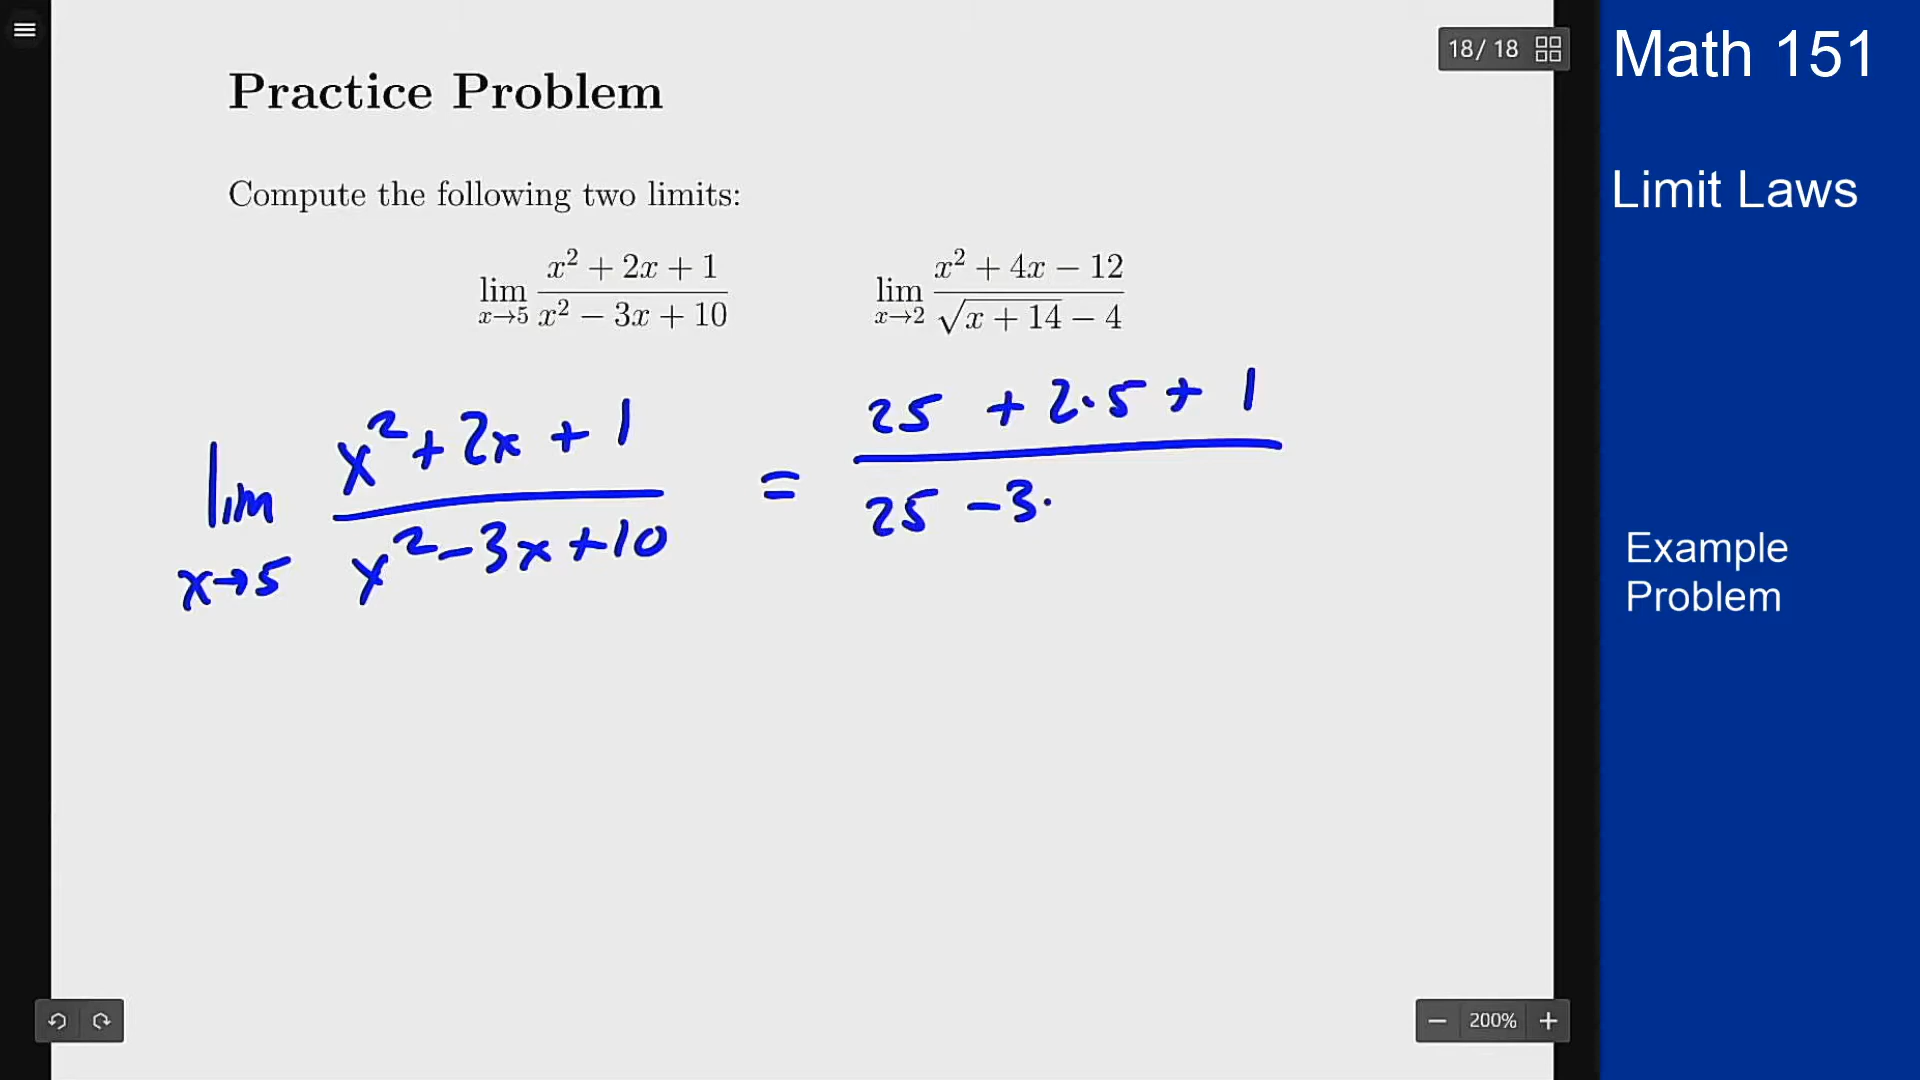 18/ 18
Math 151
Practice Problem
Limit Laws
Compute the following two limits:
lim x→5 (x² + 2x + 1)/(x² − 3x + 10)    lim x→2 (x² + 4x − 12)/(√(x + 14) − 4)
lim x→5 (x² + 2x + 1)/(x² − 3x + 10) = (25 + 2·5 + 1)/(25 − 3·
Example
Problem
200%